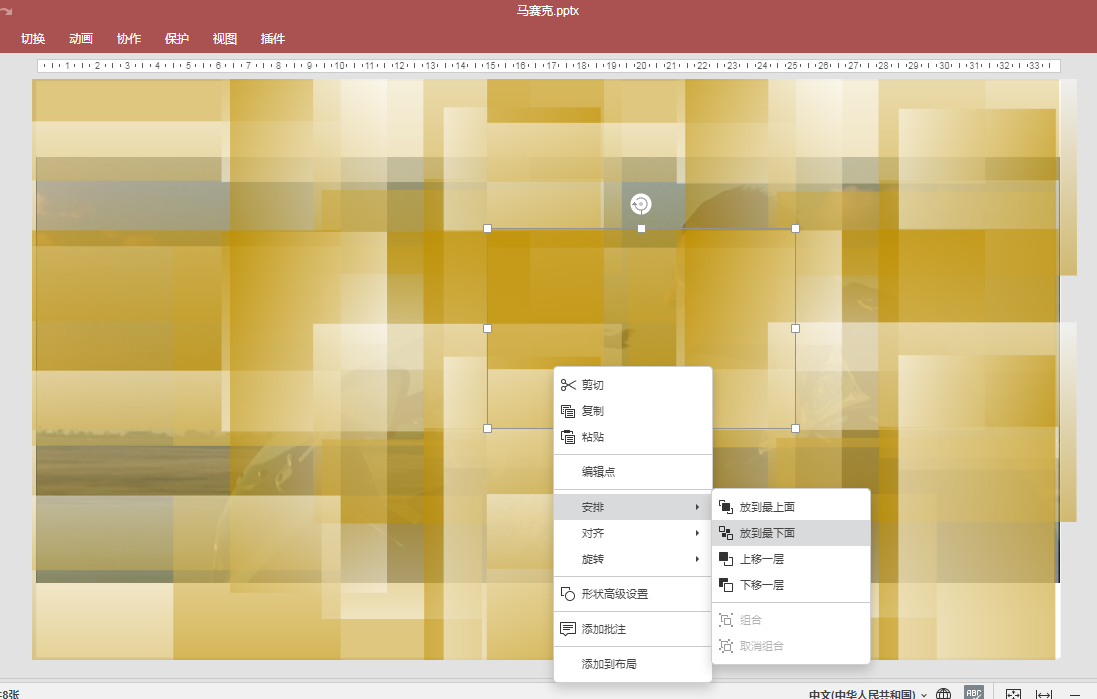 马赛克.pptx
切换 动画 协作 保护 视图 插件
1 2 3 4 5 6 7 8 9 10 11 12 13 14 15 16 17 18 19 20 21 22 23 24 25 26 27 28 29 30 31 32 33
剪切
复制
粘贴
编辑点
安排
对齐
旋转
形状高级设置
添加批注
添加到布局
放到最上面
放到最下面
上移一层
下移一层
组合
取消组合
8张 中文(中华人民共和国) ABC